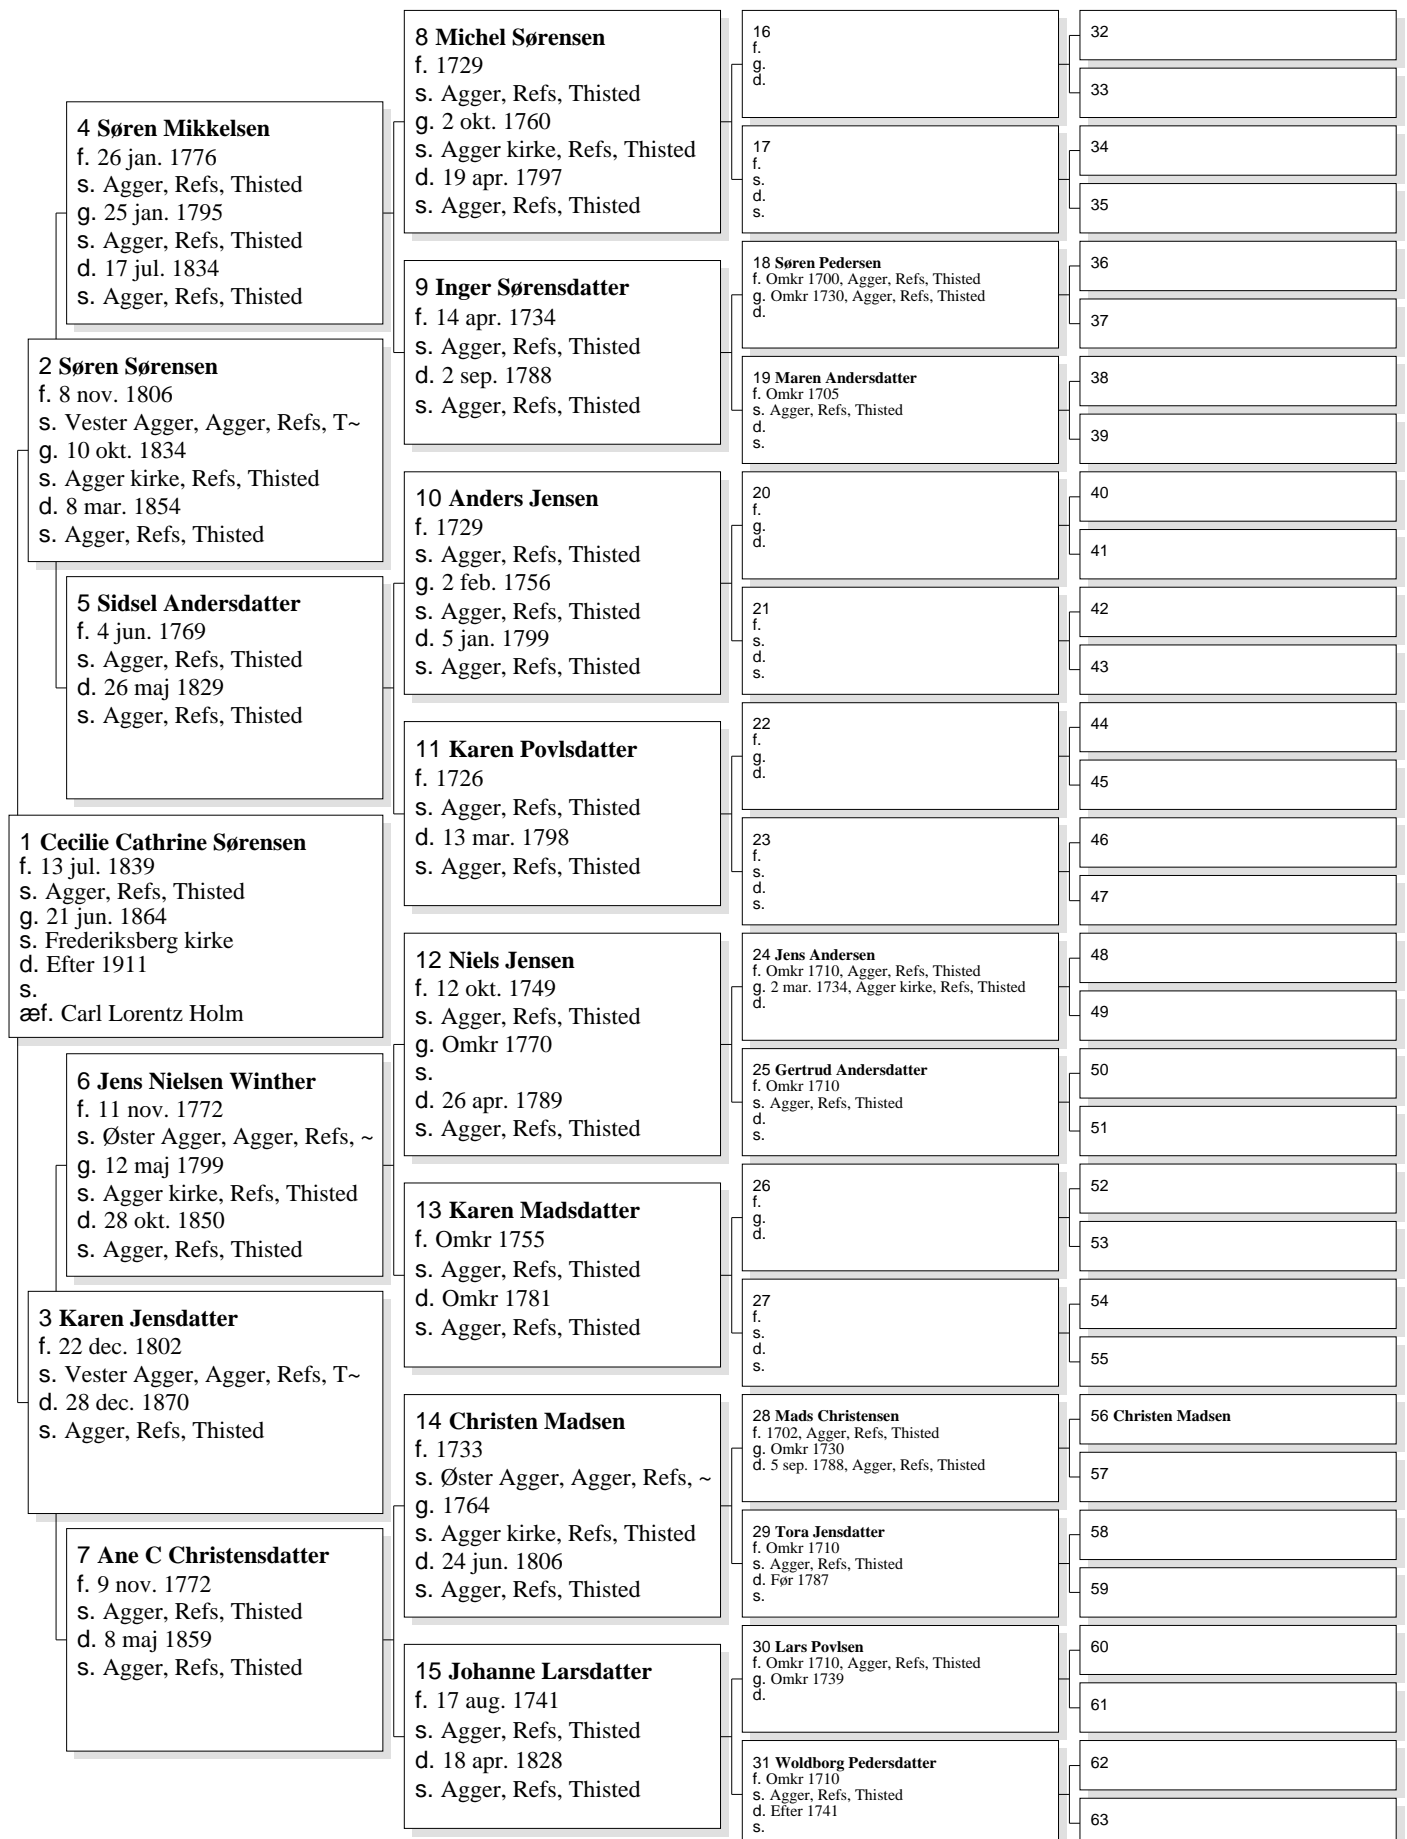 1 Cecilie Cathrine Sørensen
f. 13 jul. 1839
s. Agger, Refs, Thisted
g. 21 jun. 1864
s. Frederiksberg kirke
d. Efter 1911
s.
æf. Carl Lorentz Holm
2 Søren Sørensen
f. 8 nov. 1806
s. Vester Agger, Agger, Refs, T~
g. 10 okt. 1834
s. Agger kirke, Refs, Thisted
d. 8 mar. 1854
s. Agger, Refs, Thisted
3 Karen Jensdatter
f. 22 dec. 1802
s. Vester Agger, Agger, Refs, T~
d. 28 dec. 1870
s. Agger, Refs, Thisted
4 Søren Mikkelsen
f. 26 jan. 1776
s. Agger, Refs, Thisted
g. 25 jan. 1795
s. Agger, Refs, Thisted
d. 17 jul. 1834
s. Agger, Refs, Thisted
5 Sidsel Andersdatter
f. 4 jun. 1769
s. Agger, Refs, Thisted
d. 26 maj 1829
s. Agger, Refs, Thisted
6 Jens Nielsen Winther
f. 11 nov. 1772
s. Øster Agger, Agger, Refs, ~
g. 12 maj 1799
s. Agger kirke, Refs, Thisted
d. 28 okt. 1850
s. Agger, Refs, Thisted
7 Ane C Christensdatter
f. 9 nov. 1772
s. Agger, Refs, Thisted
d. 8 maj 1859
s. Agger, Refs, Thisted
8 Michel Sørensen
f. 1729
s. Agger, Refs, Thisted
g. 2 okt. 1760
s. Agger kirke, Refs, Thisted
d. 19 apr. 1797
s. Agger, Refs, Thisted
9 Inger Sørensdatter
f. 14 apr. 1734
s. Agger, Refs, Thisted
d. 2 sep. 1788
s. Agger, Refs, Thisted
10 Anders Jensen
f. 1729
s. Agger, Refs, Thisted
g. 2 feb. 1756
s. Agger, Refs, Thisted
d. 5 jan. 1799
s. Agger, Refs, Thisted
11 Karen Povlsdatter
f. 1726
s. Agger, Refs, Thisted
d. 13 mar. 1798
s. Agger, Refs, Thisted
12 Niels Jensen
f. 12 okt. 1749
s. Agger, Refs, Thisted
g. Omkr 1770
s.
d. 26 apr. 1789
s. Agger, Refs, Thisted
13 Karen Madsdatter
f. Omkr 1755
s. Agger, Refs, Thisted
d. Omkr 1781
s. Agger, Refs, Thisted
14 Christen Madsen
f. 1733
s. Øster Agger, Agger, Refs, ~
g. 1764
s. Agger kirke, Refs, Thisted
d. 24 jun. 1806
s. Agger, Refs, Thisted
15 Johanne Larsdatter
f. 17 aug. 1741
s. Agger, Refs, Thisted
d. 18 apr. 1828
s. Agger, Refs, Thisted
16
f.
g.
d.
17
f.
s.
d.
s.
18 Søren Pedersen
f. Omkr 1700, Agger, Refs, Thisted
g. Omkr 1730, Agger, Refs, Thisted
d.
19 Maren Andersdatter
f. Omkr 1705
s. Agger, Refs, Thisted
d.
s.
20
f.
g.
d.
21
f.
s.
d.
s.
22
f.
g.
d.
23
f.
s.
d.
s.
24 Jens Andersen
f. Omkr 1710, Agger, Refs, Thisted
g. 2 mar. 1734, Agger kirke, Refs, Thisted
d.
25 Gertrud Andersdatter
f. Omkr 1710
s. Agger, Refs, Thisted
d.
s.
26
f.
g.
d.
27
f.
s.
d.
s.
28 Mads Christensen
f. 1702, Agger, Refs, Thisted
g. Omkr 1730
d. 5 sep. 1788, Agger, Refs, Thisted
29 Tora Jensdatter
f. Omkr 1710
s. Agger, Refs, Thisted
d. Før 1787
s.
30 Lars Povlsen
f. Omkr 1710, Agger, Refs, Thisted
g. Omkr 1739
d.
31 Woldborg Pedersdatter
f. Omkr 1710
s. Agger, Refs, Thisted
d. Efter 1741
s.
32
33
34
35
36
37
38
39
40
41
42
43
44
45
46
47
48
49
50
51
52
53
54
55
56 Christen Madsen
57
58
59
60
61
62
63